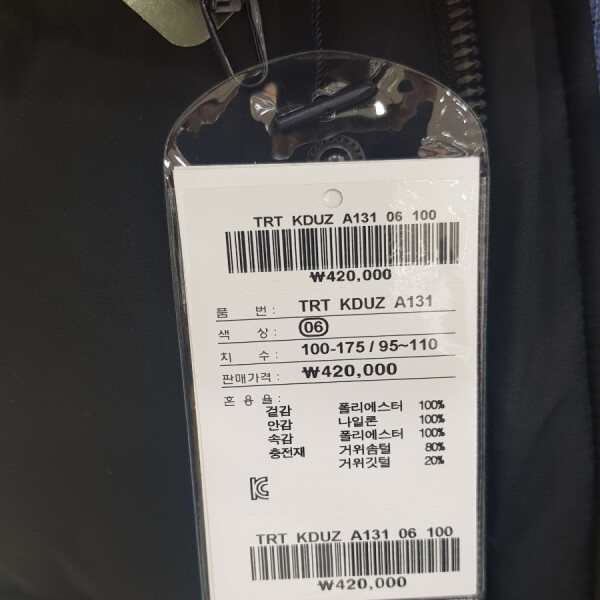 TRT KDUZ A131 06 100
₩420,000
품 번 : TRT KDUZ A131
색 상 : 06
치 수 : 100-175 / 95~110
판매가격 : ₩420,000
혼 용 율 :
겉감 폴리에스터 100%
안감 나일론 100%
속감 폴리에스터 100%
충전재 거위솜털 80%
거위깃털 20%
KC
TRT KDUZ A131 06 100
₩420,000